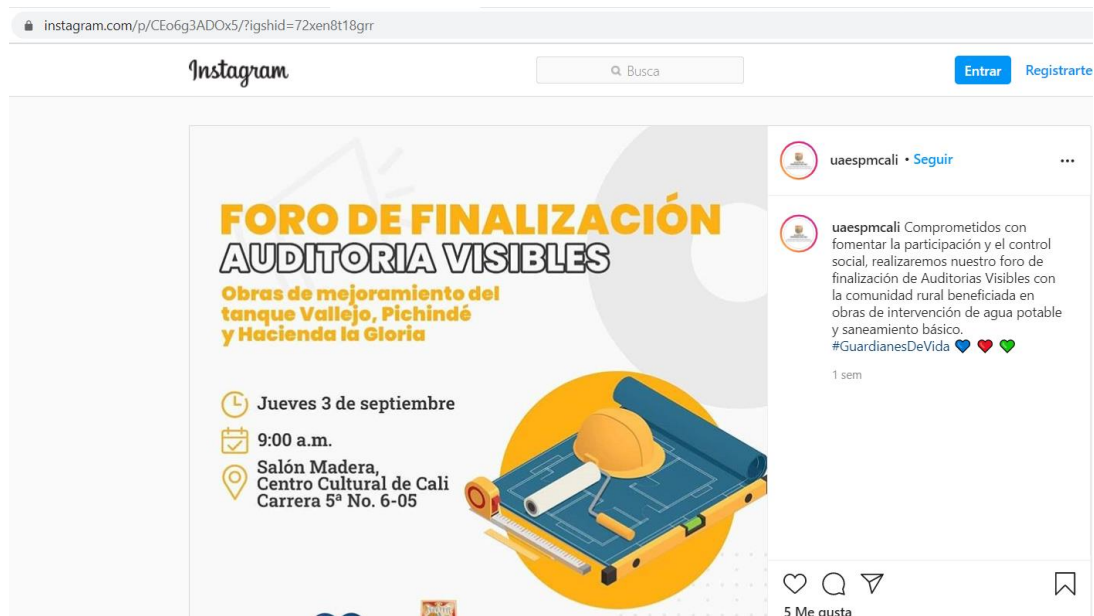 instagram.com/p/CEo6g3ADOx5/?igshid=72xen8t18grr
Instagram
Busca
Entrar
Registrarte
FORO DE FINALIZACIÓN
AUDITORIA VISIBLES
Obras de mejoramiento del
tanque Vallejo, Pichindé
y Hacienda la Gloria
Jueves 3 de septiembre
9:00 a.m.
Salón Madera,
Centro Cultural de Cali
Carrera 5ª No. 6-05
uaespmcali • Seguir
uaespmcali Comprometidos con
fomentar la participación y el control
social, realizaremos nuestro foro de
finalización de Auditorias Visibles con
la comunidad rural beneficiada en
obras de intervención de agua potable
y saneamiento básico.
#GuardianesDeVida 💙 ❤️ 💚
1 sem
5 Me gusta